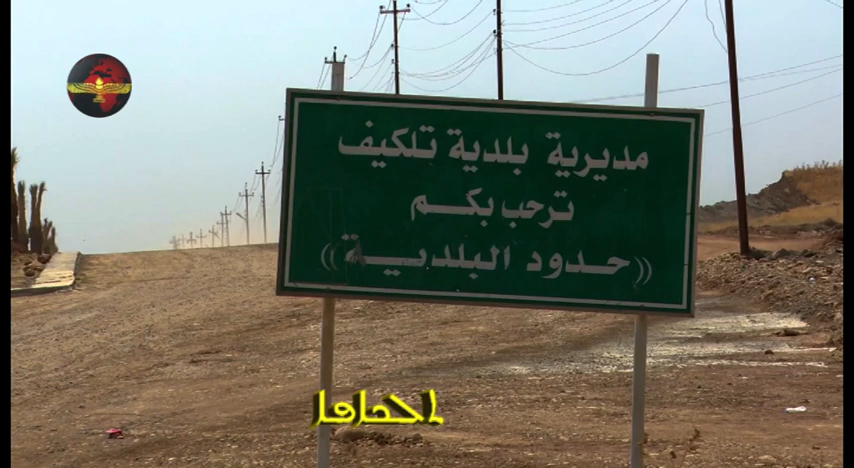 مديرية بلدية تلكيف
ترحب بكم
((حدود البلدية))